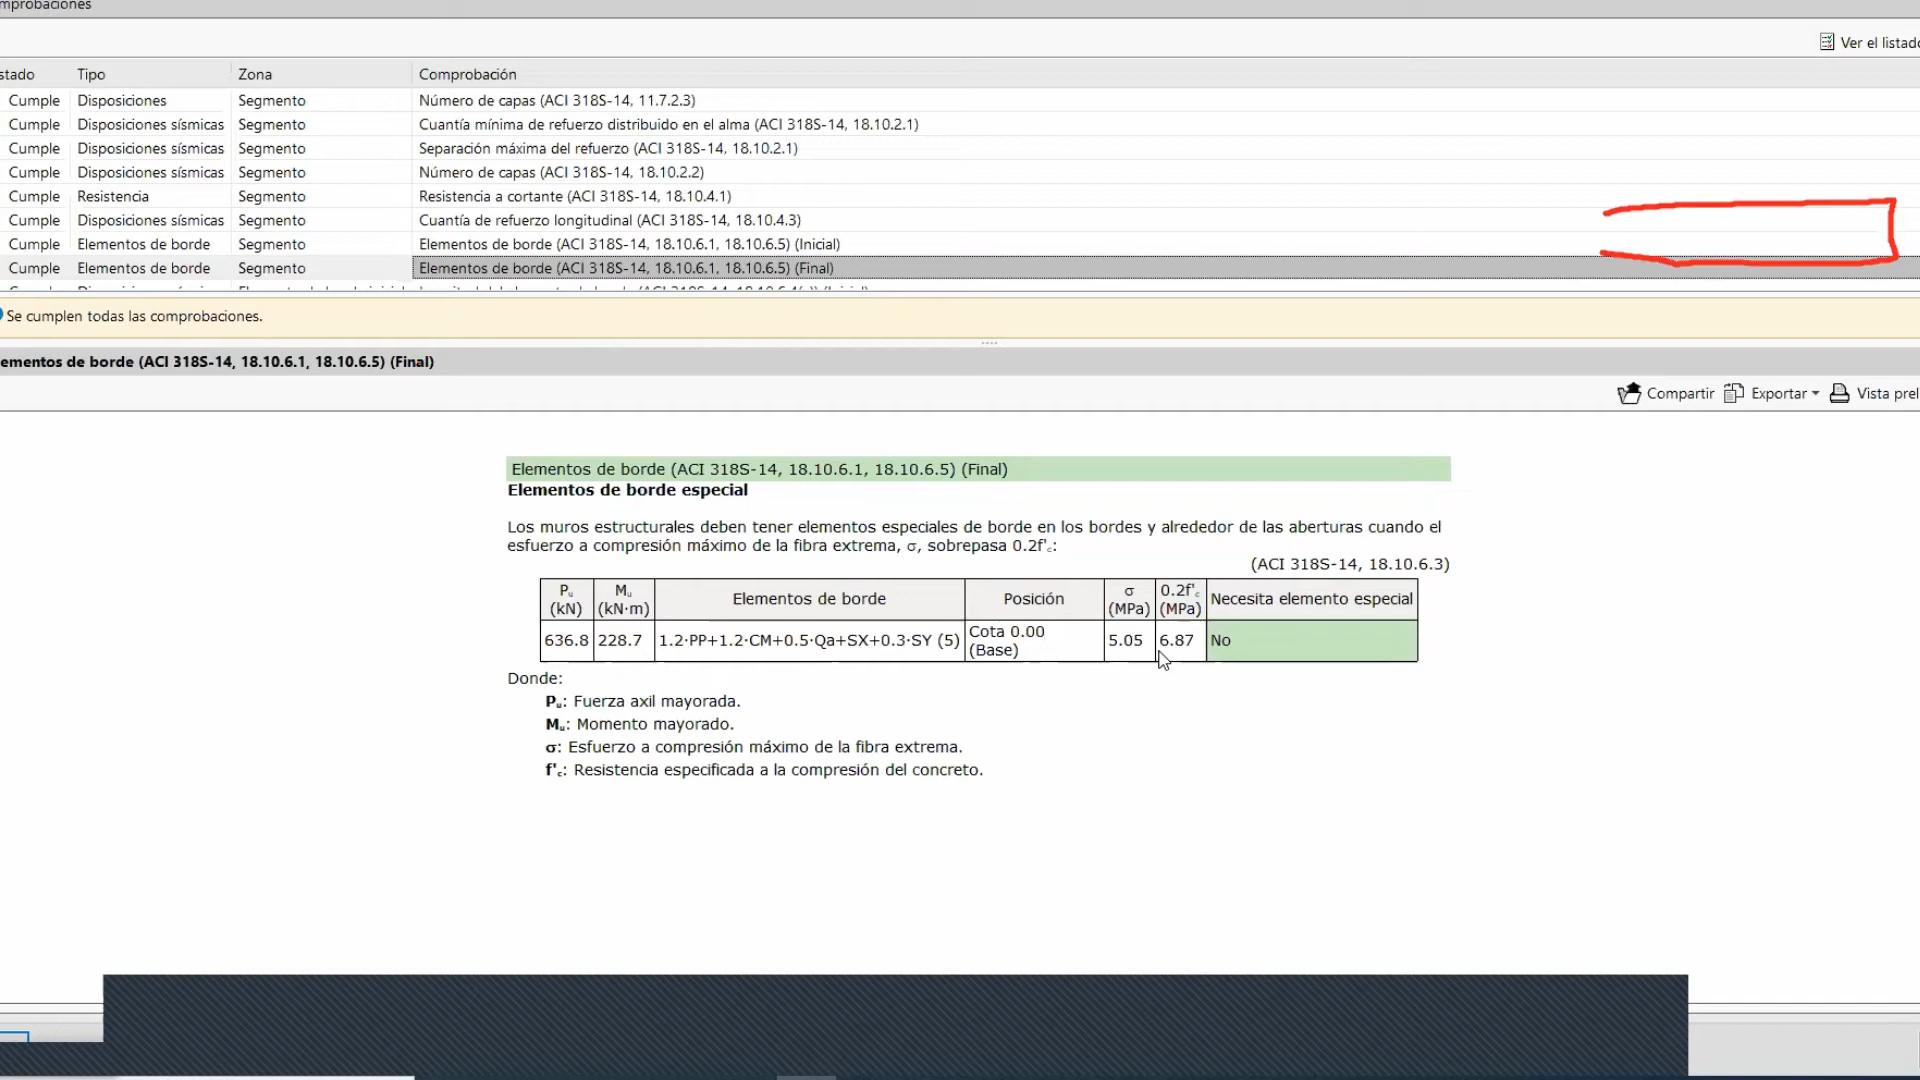 mprobaciones
Ver el listado
stado Tipo Zona Comprobación
Cumple Disposiciones Segmento Número de capas (ACI 318S-14, 11.7.2.3)
Cumple Disposiciones sísmicas Segmento Cuantía mínima de refuerzo distribuido en el alma (ACI 318S-14, 18.10.2.1)
Cumple Disposiciones sísmicas Segmento Separación máxima del refuerzo (ACI 318S-14, 18.10.2.1)
Cumple Disposiciones sísmicas Segmento Número de capas (ACI 318S-14, 18.10.2.2)
Cumple Resistencia Segmento Resistencia a cortante (ACI 318S-14, 18.10.4.1)
Cumple Disposiciones sísmicas Segmento Cuantía de refuerzo longitudinal (ACI 318S-14, 18.10.4.3)
Cumple Elementos de borde Segmento Elementos de borde (ACI 318S-14, 18.10.6.1, 18.10.6.5) (Inicial)
Cumple Elementos de borde Segmento Elementos de borde (ACI 318S-14, 18.10.6.1, 18.10.6.5) (Final)
Se cumplen todas las comprobaciones.
ementos de borde (ACI 318S-14, 18.10.6.1, 18.10.6.5) (Final)
Compartir Exportar Vista prel
Elementos de borde (ACI 318S-14, 18.10.6.1, 18.10.6.5) (Final)
Elementos de borde especial
Los muros estructurales deben tener elementos especiales de borde en los bordes y alrededor de las aberturas cuando el
esfuerzo a compresión máximo de la fibra extrema, σ, sobrepasa 0.2f'c:
(ACI 318S-14, 18.10.6.3)
Pu (kN) Mu (kN·m) Elementos de borde Posición σ (MPa) 0.2f'c (MPa) Necesita elemento especial
636.8 228.7 1.2·PP+1.2·CM+0.5·Qa+SX+0.3·SY (5) Cota 0.00 (Base) 5.05 6.87 No
Donde:
Pu: Fuerza axil mayorada.
Mu: Momento mayorado.
σ: Esfuerzo a compresión máximo de la fibra extrema.
f'c: Resistencia especificada a la compresión del concreto.